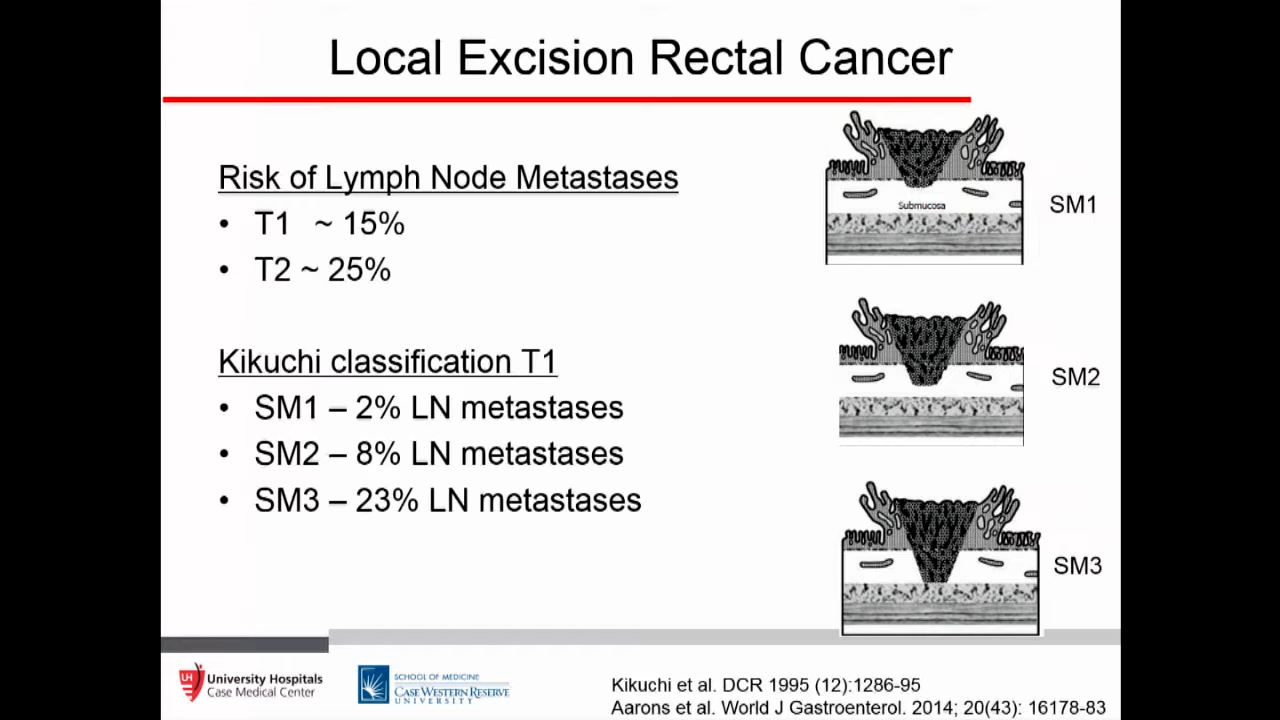 Local Excision Rectal Cancer
Risk of Lymph Node Metastases
• T1 ~ 15%
• T2 ~ 25%
Kikuchi classification T1
• SM1 – 2% LN metastases
• SM2 – 8% LN metastases
• SM3 – 23% LN metastases
Submucosa
SM1
SM2
SM3
UH
University Hospitals
Case Medical Center
SCHOOL OF MEDICINE
CASE WESTERN RESERVE
UNIVERSITY
Kikuchi et al. DCR 1995 (12):1286-95
Aarons et al. World J Gastroenterol. 2014; 20(43): 16178-83